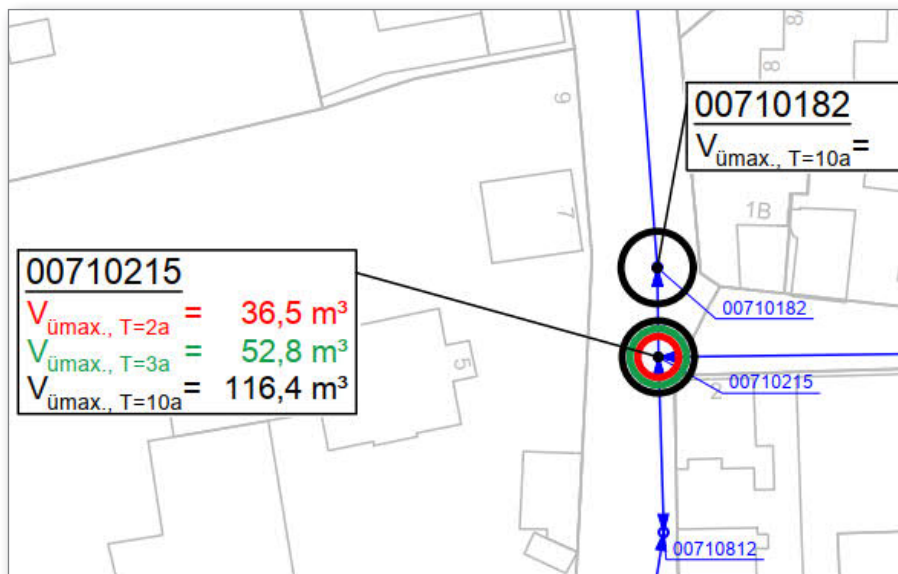 00710182
Vümax., T=10a =
00710215
Vümax., T=2a = 36,5 m³
Vümax., T=3a = 52,8 m³
Vümax., T=10a = 116,4 m³
9
7
5
8
1B
2
00710182
00710215
00710812